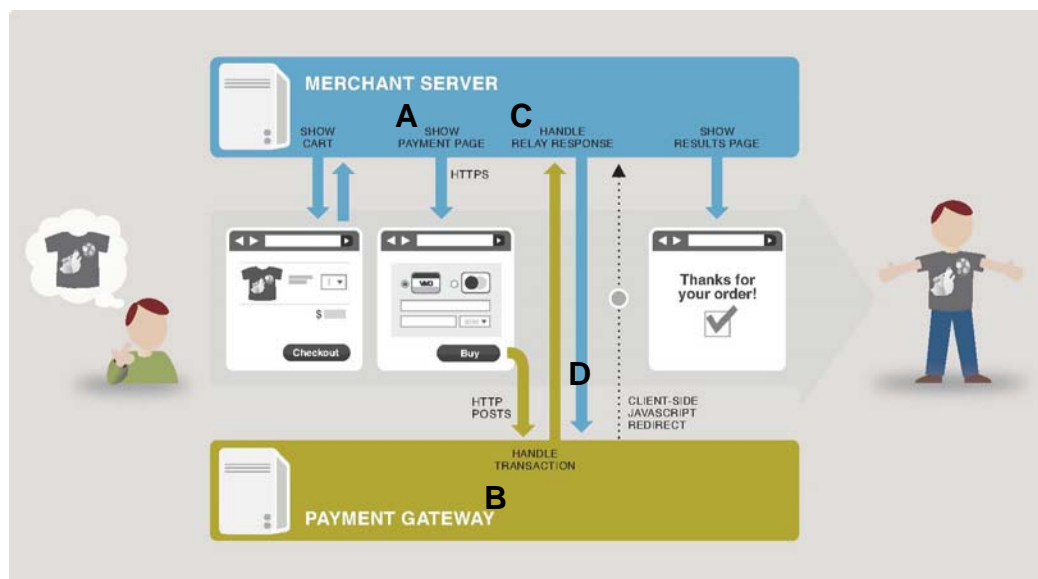 MERCHANT SERVER
A
C
SHOW
CART
SHOW
PAYMENT PAGE
HANDLE
RELAY RESPONSE
SHOW
RESULTS PAGE
HTTPS
$
Checkout
Buy
Thanks for
your order!
D
HTTP
POSTS
CLIENT-SIDE
JAVASCRIPT
REDIRECT
HANDLE
TRANSACTION
B
PAYMENT GATEWAY